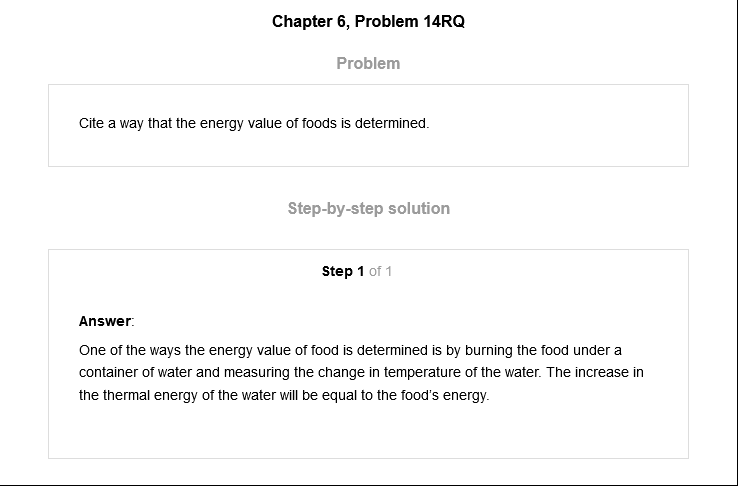 Chapter 6, Problem 14RQ
Problem
Cite a way that the energy value of foods is determined.
Step-by-step solution
Step 1 of 1
Answer:
One of the ways the energy value of food is determined is by burning the food under a
container of water and measuring the change in temperature of the water. The increase in
the thermal energy of the water will be equal to the food's energy.